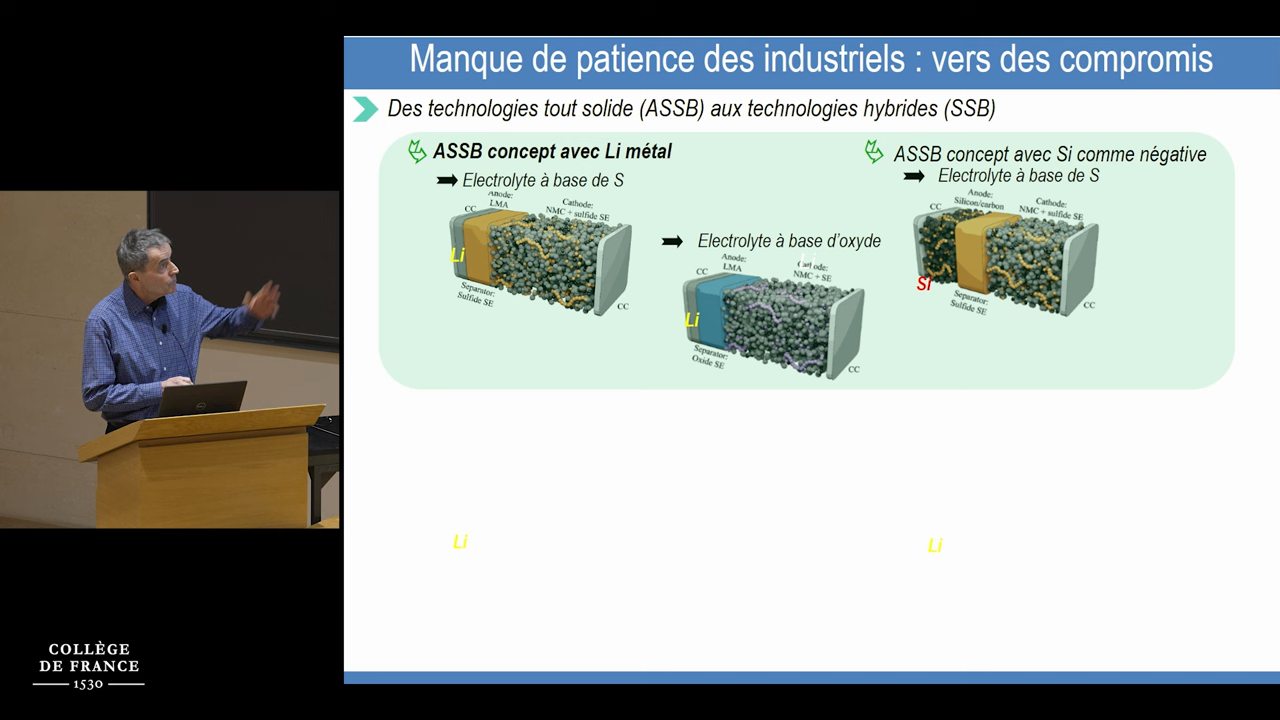 Manque de patience des industriels : vers des compromis
Des technologies tout solide (ASSB) aux technologies hybrides (SSB)
ASSB concept avec Li métal
Electrolyte à base de S
Anode:
LMA
CC
Cathode:
NMC + sulfide SE
Li
Separator:
Sulfide SE
CC
Electrolyte à base d'oxyde
Anode:
LMA
CC
Cathode:
NMC + SE
Li
Separator:
Oxide SE
CC
ASSB concept avec Si comme négative
Electrolyte à base de S
Anode:
Silicon/carbon
CC
Cathode:
NMC + sulfide SE
Si
Separator:
Sulfide SE
CC
Li
Li
COLLÈGE
DE FRANCE
1530